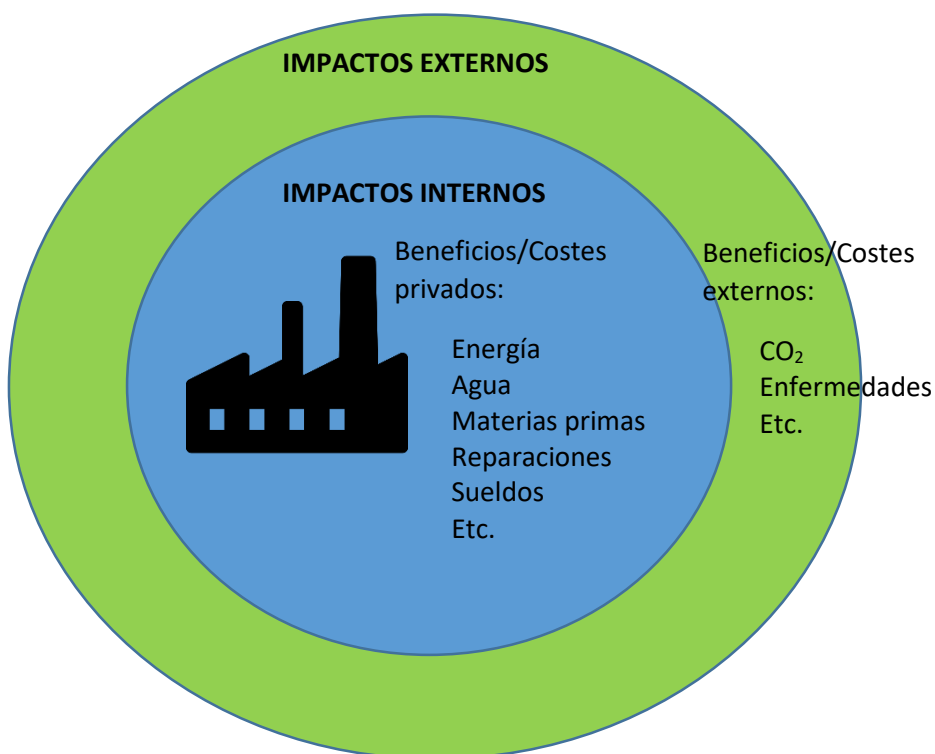 IMPACTOS EXTERNOS
IMPACTOS INTERNOS
Beneficios/Costes
privados:
Energía
Agua
Materias primas
Reparaciones
Sueldos
Etc.
Beneficios/Costes
externos:
CO₂
Enfermedades
Etc.